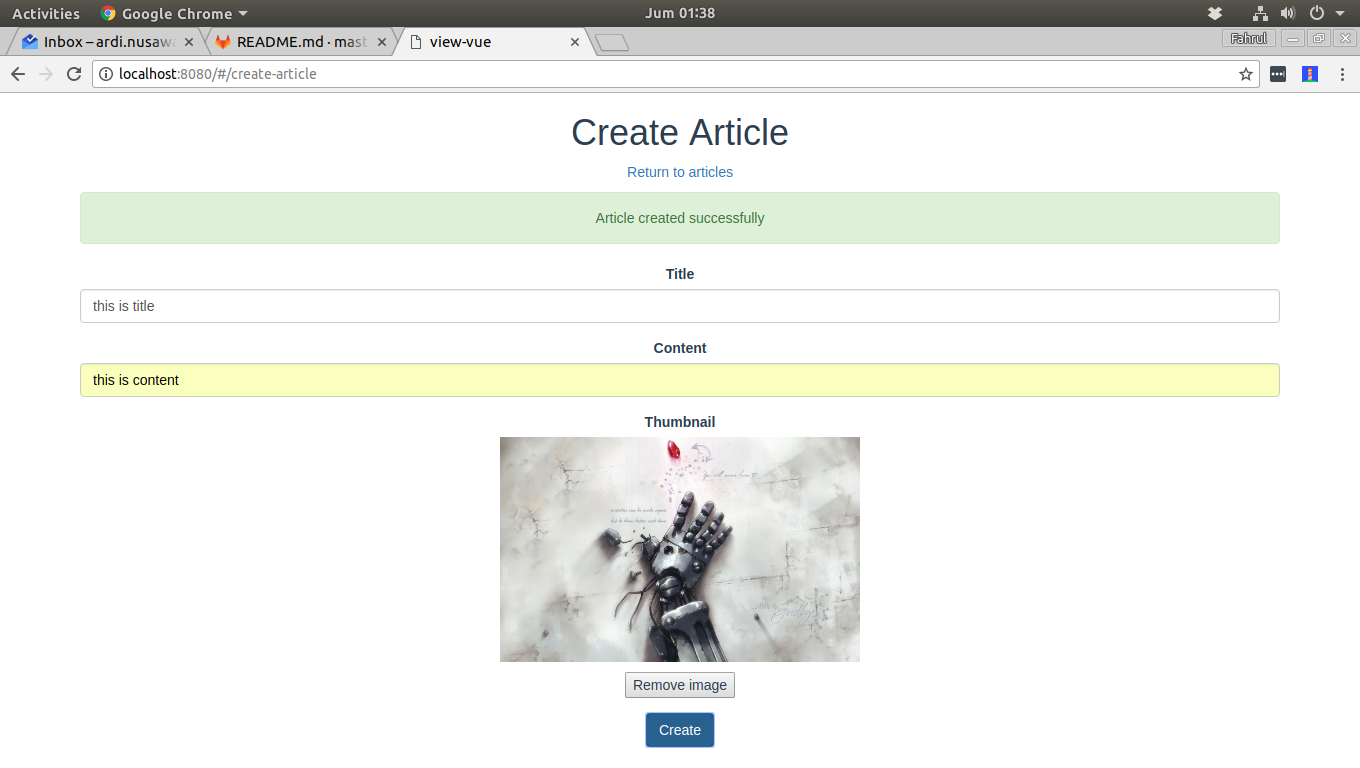 Activities Google Chrome Jum 01:38
Inbox – ardi.nusaw README.md · mast view-vue Fahrul
localhost:8080/#/create-article
Create Article
Return to articles
Article created successfully
Title
this is title
Content
this is content
Thumbnail
Remove image
Create